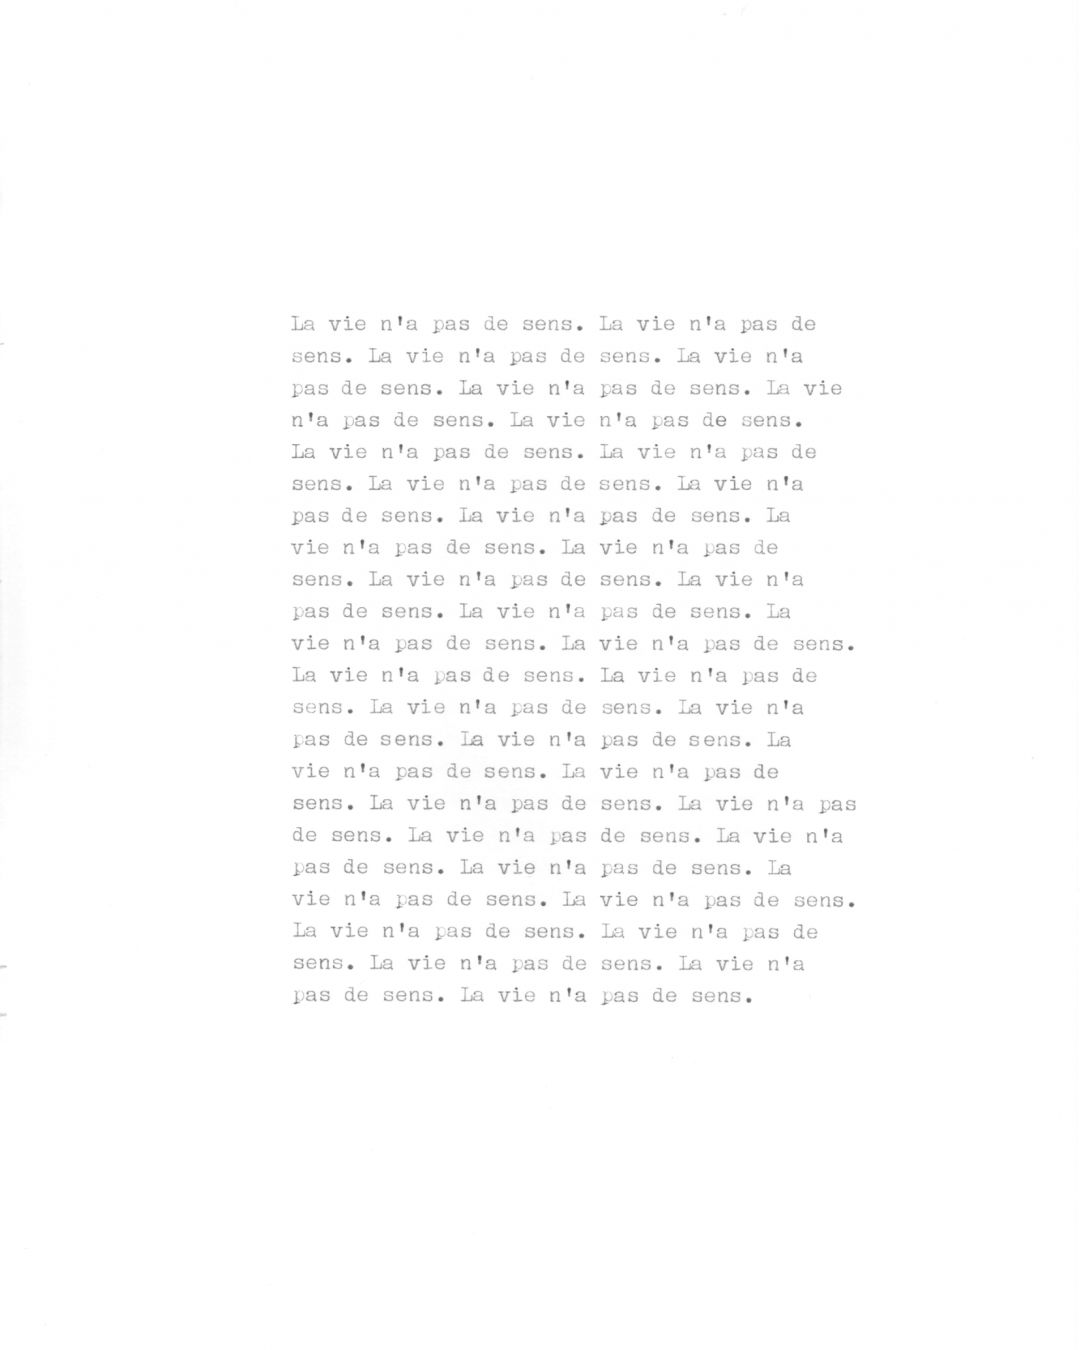 La vie n'a pas de sens. La vie n'a pas de
sens. La vie n'a pas de sens. La vie n'a
pas de sens. La vie n'a pas de sens. La vie
n'a pas de sens. La vie n'a pas de sens.
La vie n'a pas de sens. La vie n'a pas de
sens. La vie n'a pas de sens. La vie n'a
pas de sens. La vie n'a pas de sens. La
vie n'a pas de sens. La vie n'a pas de
sens. La vie n'a pas de sens. La vie n'a
pas de sens. La vie n'a pas de sens. La
vie n'a pas de sens. La vie n'a pas de sens.
La vie n'a pas de sens. La vie n'a pas de
sens. La vie n'a pas de sens. La vie n'a
pas de sens. La vie n'a pas de sens. La
vie n'a pas de sens. La vie n'a pas de
sens. La vie n'a pas de sens. La vie n'a pas
de sens. La vie n'a pas de sens. La vie n'a
pas de sens. La vie n'a pas de sens. La
vie n'a pas de sens. La vie n'a pas de sens.
La vie n'a pas de sens. La vie n'a pas de
sens. La vie n'a pas de sens. La vie n'a
pas de sens. La vie n'a pas de sens.